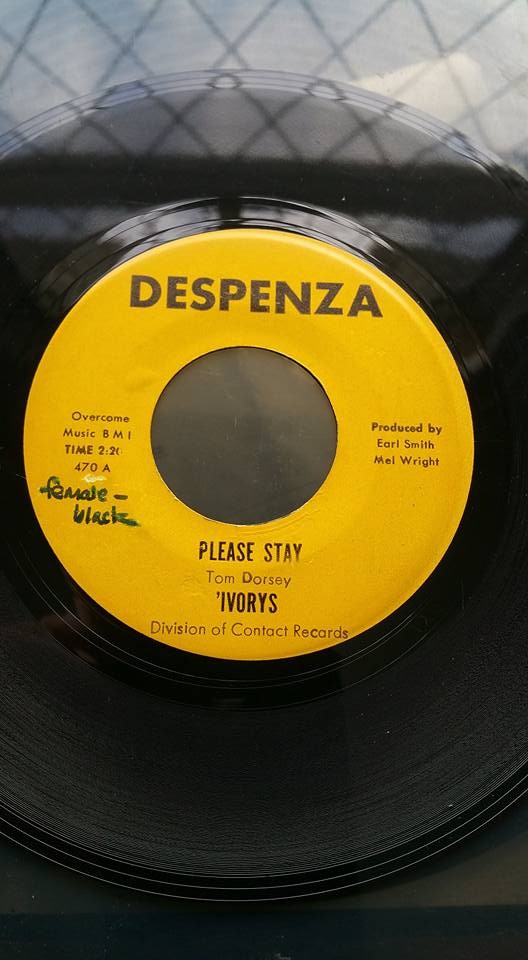 DESPENZA
Overcome
Music B M I
TIME 2:20
470 A
female -
black
Produced by
Earl Smith
Mel Wright
PLEASE STAY
Tom Dorsey
'IVORYS
Division of Contact Records